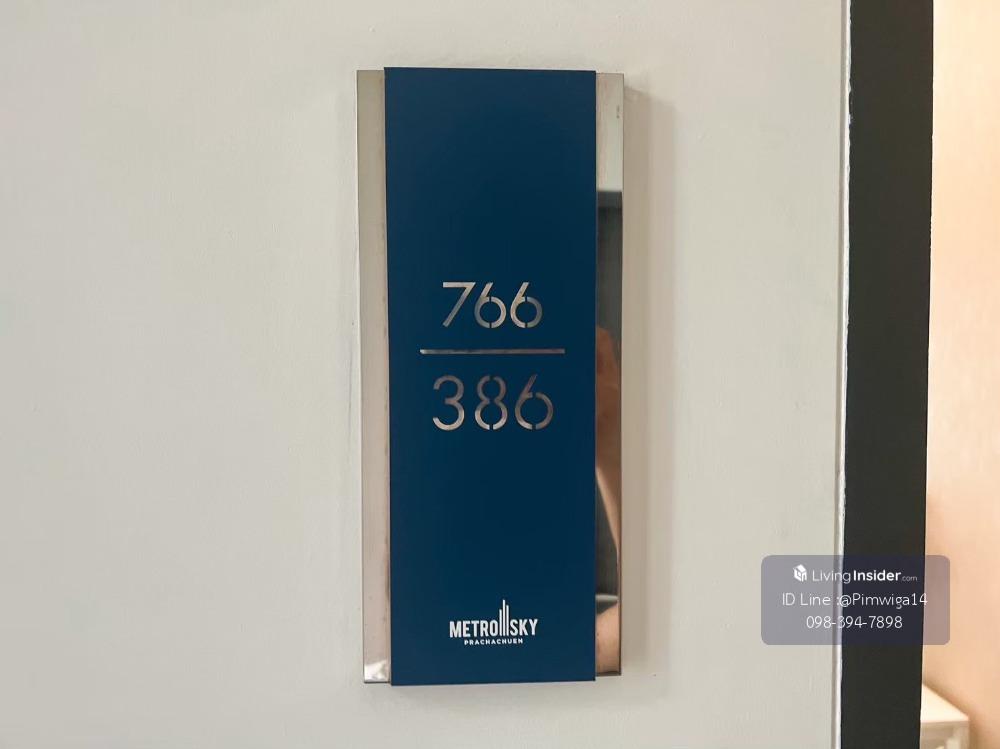 766
386
METRO SKY
PRACHACHUEN
LivingInsider.com
ID Line :@Pimwiga14
098-394-7898